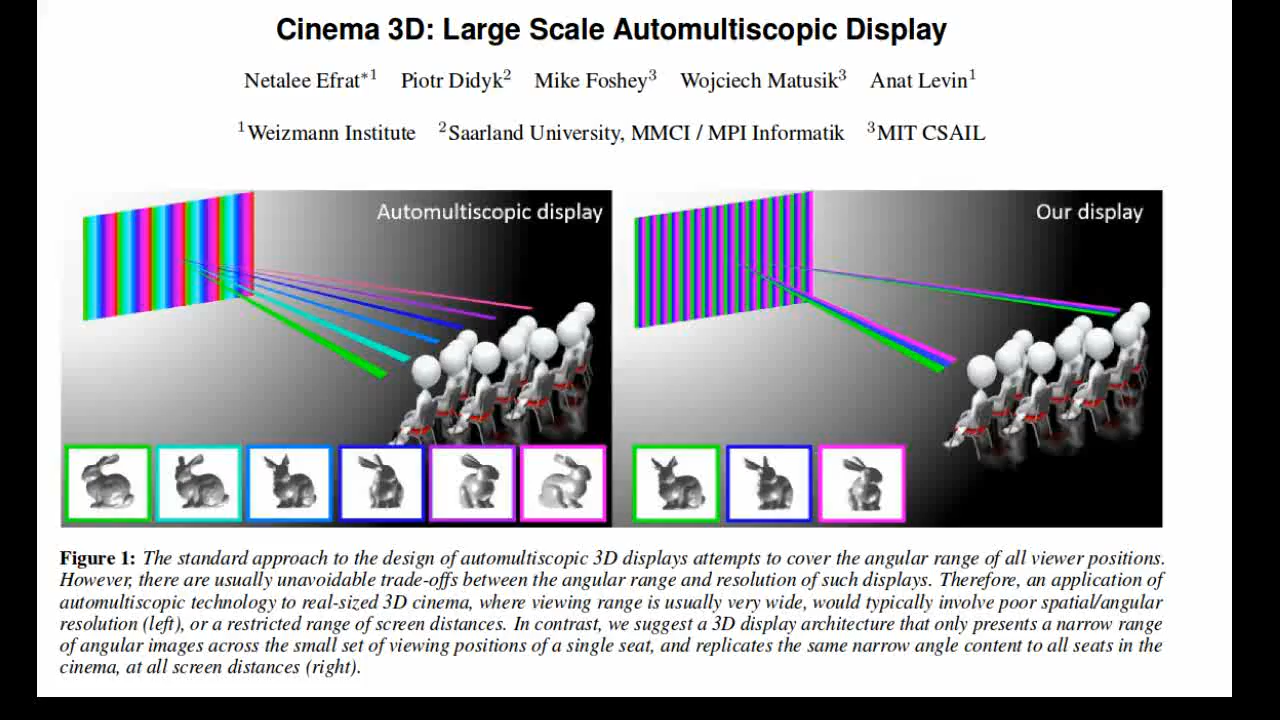 Cinema 3D: Large Scale Automultiscopic Display
Netalee Efrat*1 Piotr Didyk2 Mike Foshey3 Wojciech Matusik3 Anat Levin1
1Weizmann Institute 2Saarland University, MMCI / MPI Informatik 3MIT CSAIL
Automultiscopic display
Our display
Figure 1: The standard approach to the design of automultiscopic 3D displays attempts to cover the angular range of all viewer positions.
However, there are usually unavoidable trade-offs between the angular range and resolution of such displays. Therefore, an application of
automultiscopic technology to real-sized 3D cinema, where viewing range is usually very wide, would typically involve poor spatial/angular
resolution (left), or a restricted range of screen distances. In contrast, we suggest a 3D display architecture that only presents a narrow range
of angular images across the small set of viewing positions of a single seat, and replicates the same narrow angle content to all seats in the
cinema, at all screen distances (right).